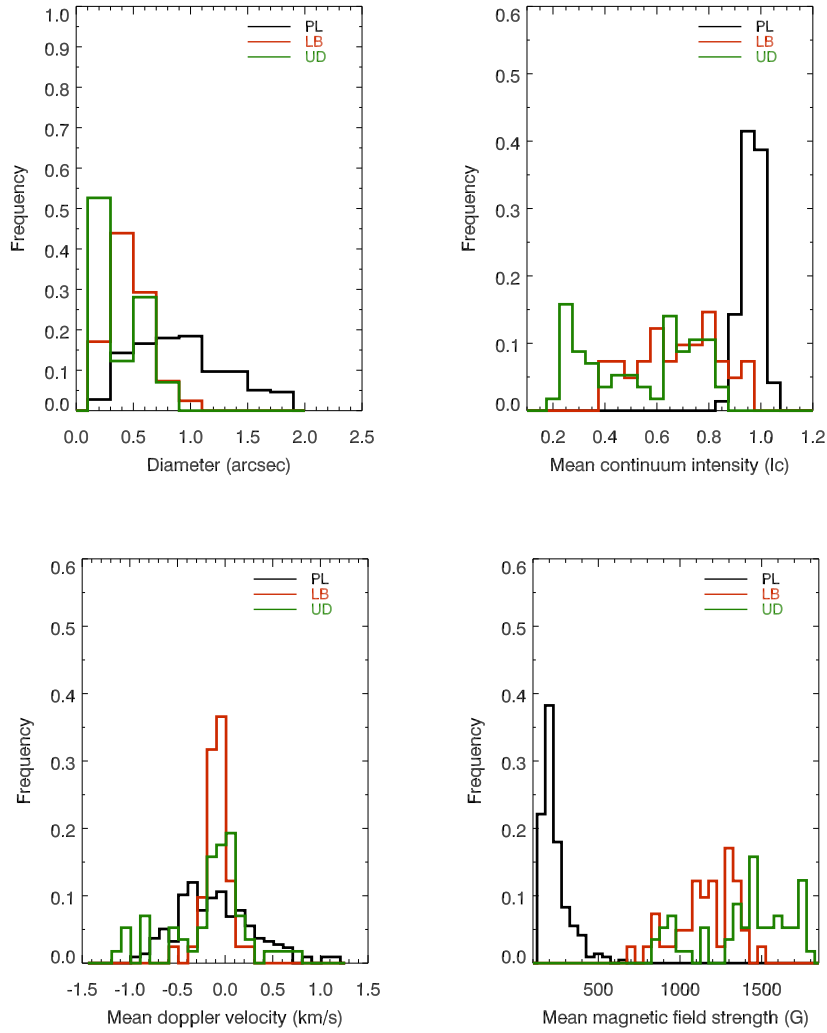 PL
LB
UD
1.0
0.9
0.8
0.7
0.6
0.5
0.4
0.3
0.2
0.1
0.0
Frequency
0.0 0.5 1.0 1.5 2.0 2.5
Diameter (arcsec)
PL
LB
UD
0.6
0.5
0.4
0.3
0.2
0.1
0.0
Frequency
0.2 0.4 0.6 0.8 1.0 1.2
Mean continuum intensity (Ic)
PL
LB
UD
0.6
0.5
0.4
0.3
0.2
0.1
0.0
Frequency
-1.5 -1.0 -0.5 0.0 0.5 1.0 1.5
Mean doppler velocity (km/s)
PL
LB
UD
0.6
0.5
0.4
0.3
0.2
0.1
0.0
Frequency
500 1000 1500
Mean magnetic field strength (G)